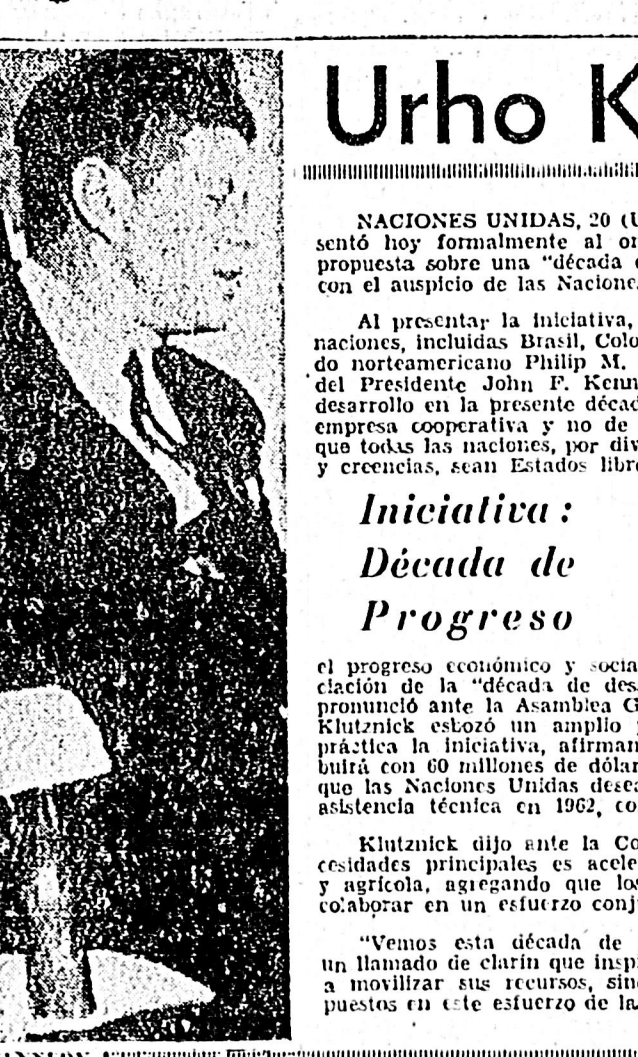 Urho K
NACIONES UNIDAS, 20 (U
sentó hoy formalmente al or
propuesta sobre una "década d
con el auspicio de las Nacione
Al presentar la iniciativa,
naciones, incluidas Brasil, Colo
do norteamericano Philip M.
del Presidente John F. Kenn
desarrollo en la presente décad
empresa cooperativa y no de
que todas las naciones, por div
y creencias, sean Estados libre
Iniciativa:
Década de
Progreso
el progreso económico y socia
ciación de la "década de des
pronunció ante la Asamblea G
Klutznick esbozó un amplio
práctica la iniciativa, afirman
buirá con 60 millones de dólar
que las Naciones Unidas desea
asistencia técnica en 1962, co
Klutznick dijo ante la Co
cesidades principales es acele
y agrícola, agregando que los
colaborar en un esfuerzo conj
"Vemos esta década de
un llamado de clarín que inspi
a movilizar sus recursos, sino
puestos en este esfuerzo de la